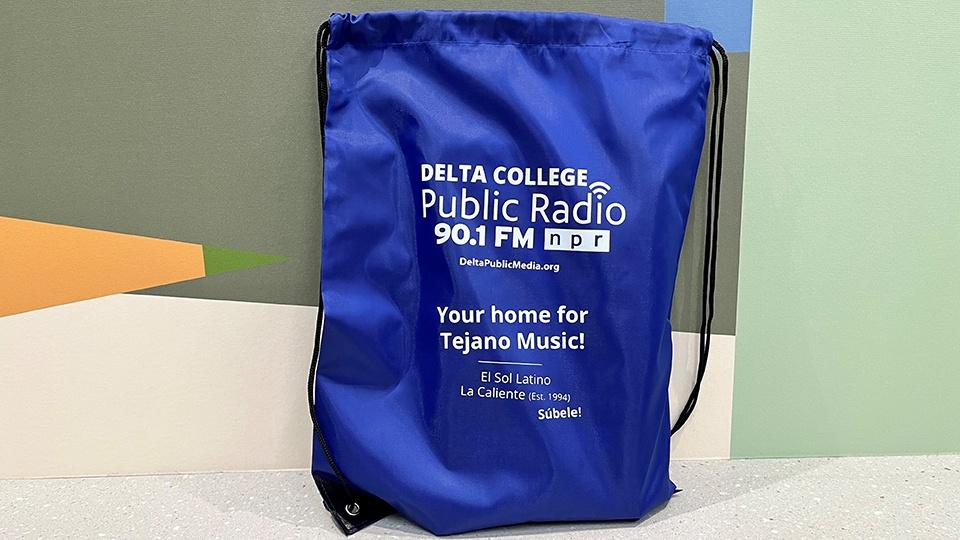 DELTA COLLEGE
Public Radio
90.1 FM npr
DeltaPublicMedia.org
Your home for
Tejano Music!
El Sol Latino
La Caliente (Est. 1994)
Súbele!